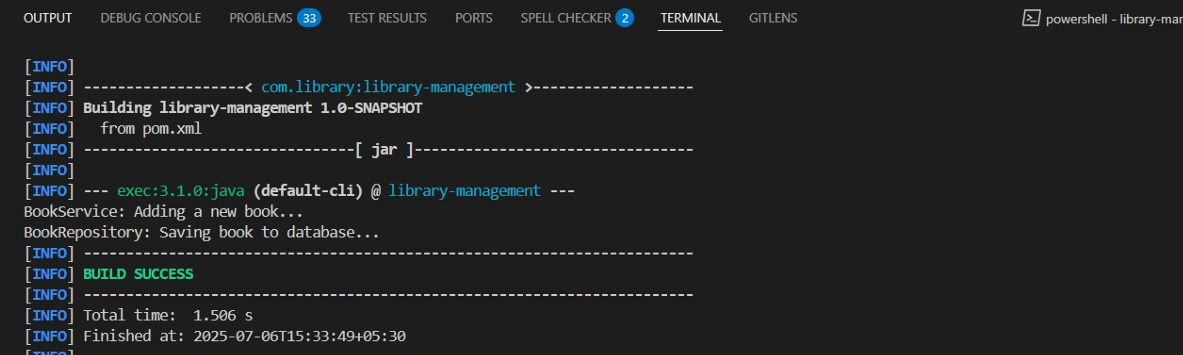 OUTPUT DEBUG CONSOLE PROBLEMS 33 TEST RESULTS PORTS SPELL CHECKER 2 TERMINAL GITLENS powershell - library-mar
[INFO]
[INFO] -------------------< com.library:library-management >-------------------
[INFO] Building library-management 1.0-SNAPSHOT
[INFO]   from pom.xml
[INFO] --------------------------------[ jar ]---------------------------------
[INFO]
[INFO] --- exec:3.1.0:java (default-cli) @ library-management ---
BookService: Adding a new book...
BookRepository: Saving book to database...
[INFO] ------------------------------------------------------------------------
[INFO] BUILD SUCCESS
[INFO] ------------------------------------------------------------------------
[INFO] Total time:  1.506 s
[INFO] Finished at: 2025-07-06T15:33:49+05:30
[INFO]